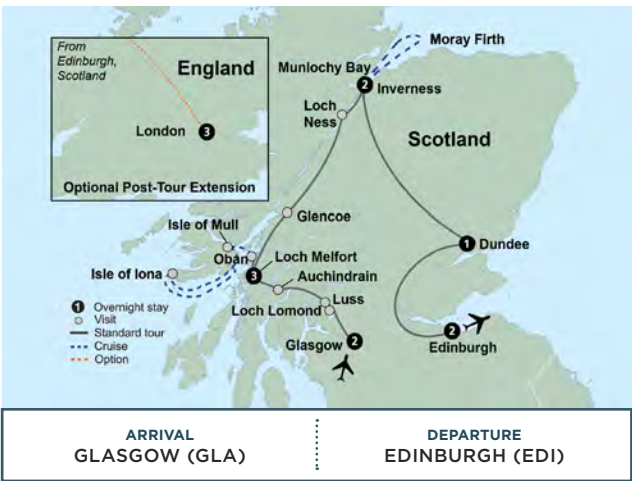 From
Edinburgh,
Scotland
England
London
3
Optional Post-Tour Extension
Moray Firth
Munlochy Bay
2
Inverness
Loch
Ness
Scotland
Glencoe
1
Dundee
Isle of Mull
Oban
Loch Melfort
3
Isle of Iona
Auchindrain
Luss
Loch Lomond
Glasgow
2
2
Edinburgh
1 Overnight stay
Visit
Standard tour
Cruise
Option
ARRIVAL
GLASGOW (GLA)
DEPARTURE
EDINBURGH (EDI)